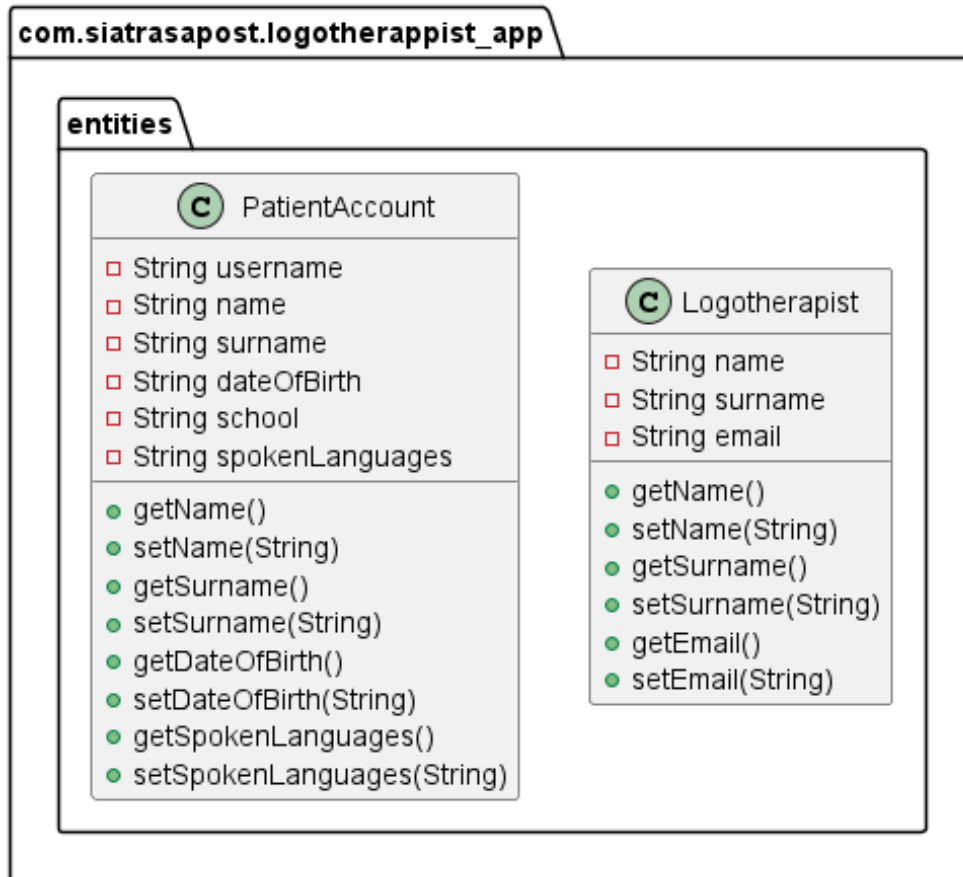 com.siatrasapost.logotherappist_app
entities
C PatientAccount
String username
String name
String surname
String dateOfBirth
String school
String spokenLanguages
getName()
setName(String)
getSurname()
setSurname(String)
getDateOfBirth()
setDateOfBirth(String)
getSpokenLanguages()
setSpokenLanguages(String)
C Logotherapist
String name
String surname
String email
getName()
setName(String)
getSurname()
setSurname(String)
getEmail()
setEmail(String)